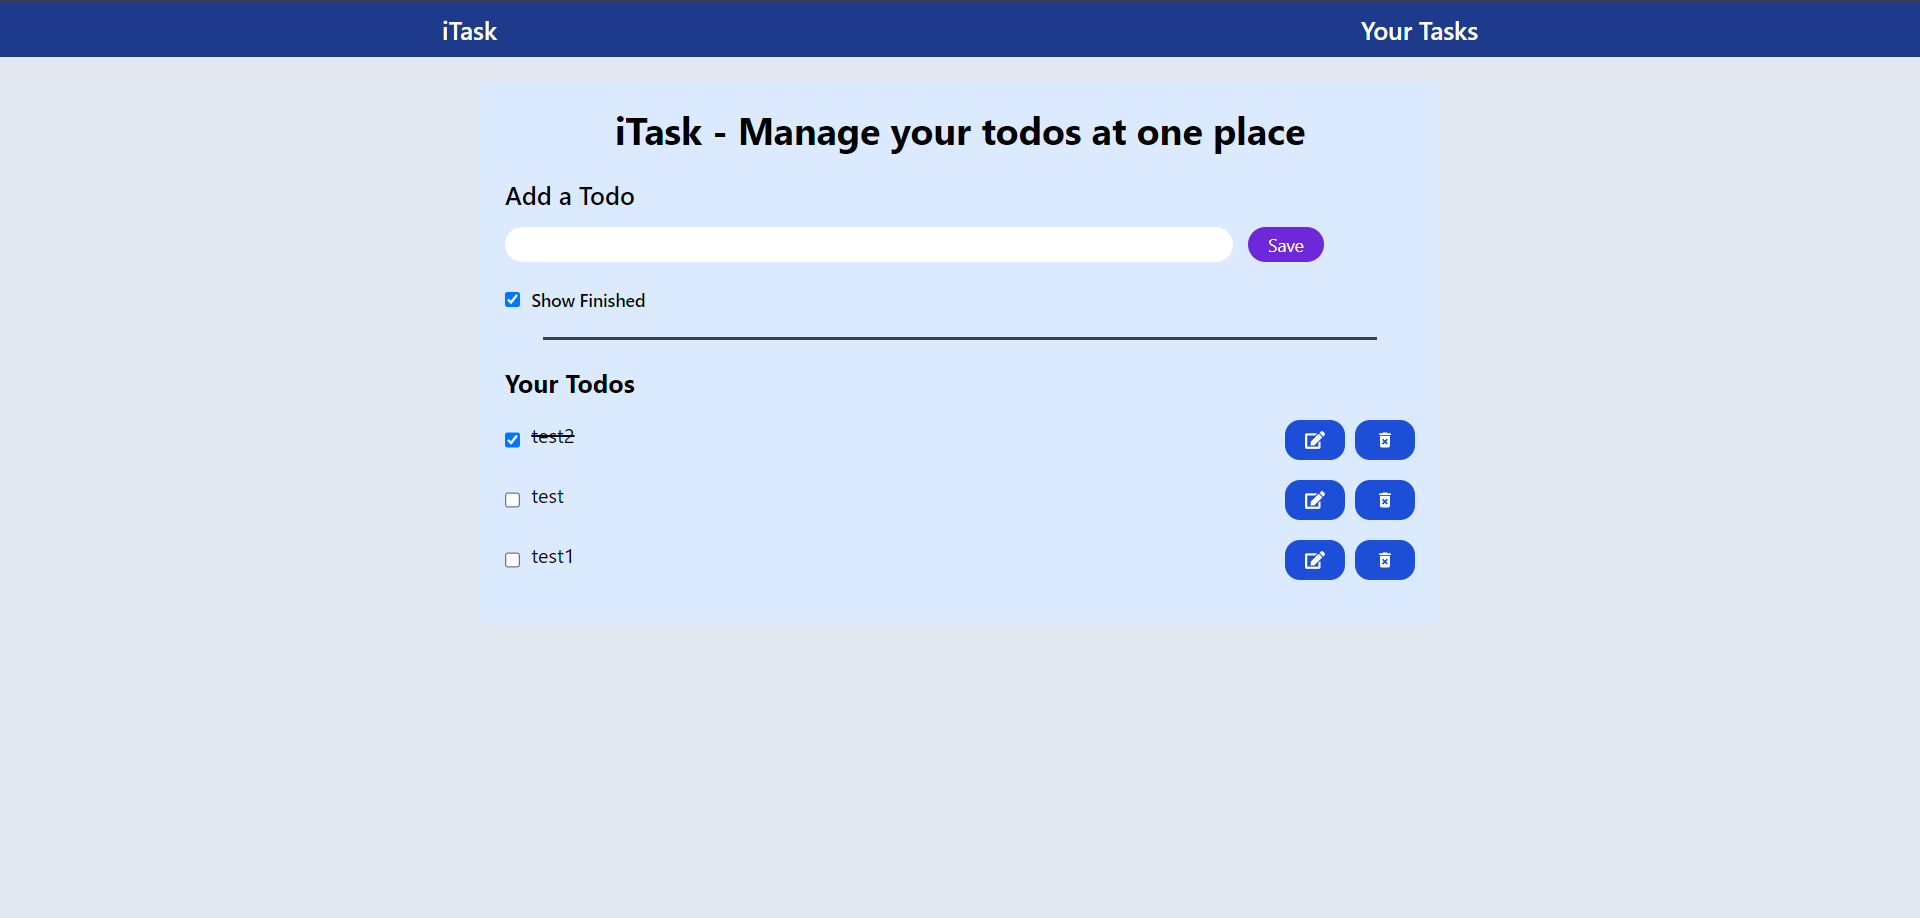 iTask Your Tasks
iTask - Manage your todos at one place
Add a Todo
Save
Show Finished
Your Todos
test2
test
test1